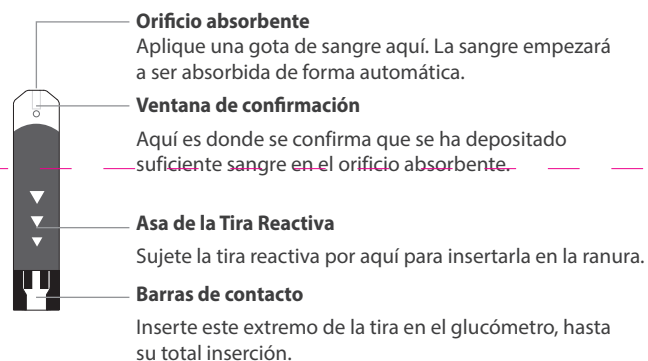 Orificio absorbente
Aplique una gota de sangre aquí. La sangre empezará
a ser absorbida de forma automática.
Ventana de confirmación
Aquí es donde se confirma que se ha depositado
suficiente sangre en el orificio absorbente.
Asa de la Tira Reactiva
Sujete la tira reactiva por aquí para insertarla en la ranura.
Barras de contacto
Inserte este extremo de la tira en el glucómetro, hasta
su total inserción.